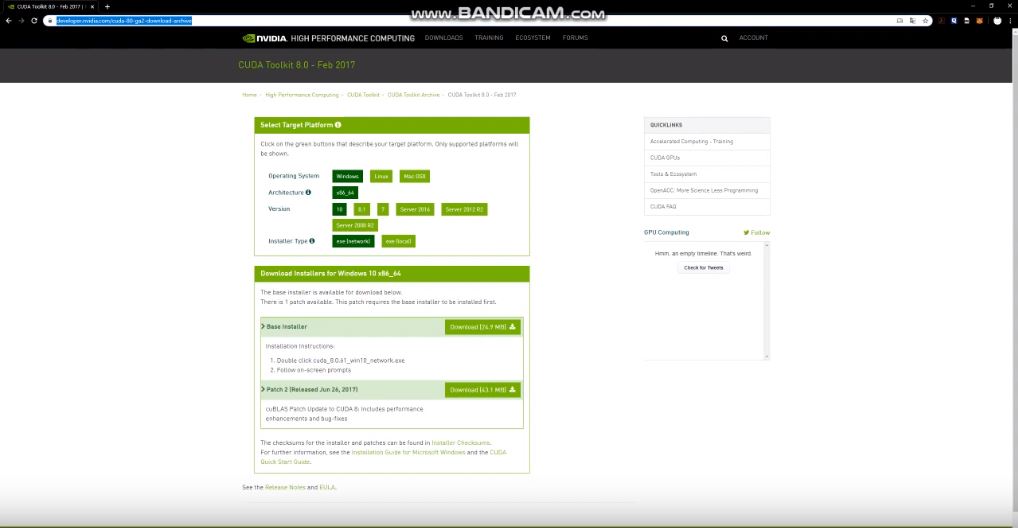 CUDA Toolkit 8.0 - Feb 2017 |
www.BANDICAM.com
developer.nvidia.com/cuda-80-ga2-download-archive
NVIDIA. HIGH PERFORMANCE COMPUTING DOWNLOADS TRAINING ECOSYSTEM FORUMS ACCOUNT
CUDA Toolkit 8.0 - Feb 2017
Home > High Performance Computing > CUDA Toolkit > CUDA Toolkit Archive > CUDA Toolkit 8.0 - Feb 2017
Select Target Platform
Click on the green buttons that describe your target platform. Only supported platforms will
be shown.
Operating System Windows Linux Mac OSX
Architecture x86_64
Version 10 8.1 7 Server 2016 Server 2012 R2
Server 2008 R2
Installer Type exe [network] exe [local]
Download Installers for Windows 10 x86_64
The base installer is available for download below.
There is 1 patch available. This patch requires the base installer to be installed first.
Base Installer Download [24.9 MB]
Installation Instructions:
1. Double click cuda_8.0.61_win10_network.exe
2. Follow on-screen prompts
Patch 2 (Released Jun 26, 2017) Download [43.1 MB]
cuBLAS Patch Update to CUDA 8: Includes performance
enhancements and bug-fixes
The checksums for the installer and patches can be found in Installer Checksums.
For further information, see the Installation Guide for Microsoft Windows and the CUDA
Quick Start Guide.
See the Release Notes and EULA.
QUICKLINKS
Accelerated Computing - Training
CUDA GPUs
Tools & Ecosystem
OpenACC: More Science Less Programming
CUDA FAQ
GPU Computing Follow
Hmm, an empty timeline. That's weird.
Check for Tweets